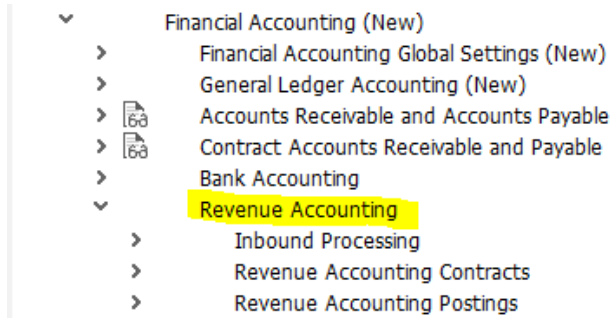 Financial Accounting (New)
Financial Accounting Global Settings (New)
General Ledger Accounting (New)
Accounts Receivable and Accounts Payable
Contract Accounts Receivable and Payable
Bank Accounting
Revenue Accounting
Inbound Processing
Revenue Accounting Contracts
Revenue Accounting Postings